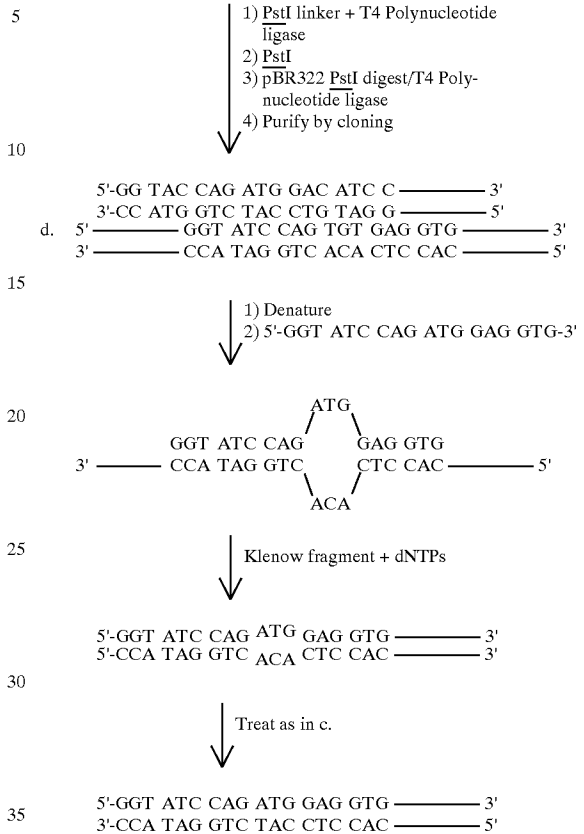 5
1) PstI linker + T4 Polynucleotide
ligase
2) PstI
3) pBR322 PstI digest/T4 Poly-
nucleotide ligase
4) Purify by cloning
10
5'-GG TAC CAG ATG GAC ATC C 3'
3'-CC ATG GTC TAC CTG TAG G 5'
d. 5' GGT ATC CAG TGT GAG GTG 3'
3' CCA TAG GTC ACA CTC CAC 5'
15
1) Denature
2) 5'-GGT ATC CAG ATG GAG GTG-3'
20
ATG
GGT ATC CAG GAG GTG
3' CCA TAG GTC CTC CAC 5'
ACA
25
Klenow fragment + dNTPs
5'-GGT ATC CAG ATG GAG GTG 3'
5'-CCA TAG GTC ACA CTC CAC 3'
30
Treat as in c.
5'-GGT ATC CAG ATG GAG GTG 3'
35
3'-CCA TAG GTC TAC CTC CAC 5'